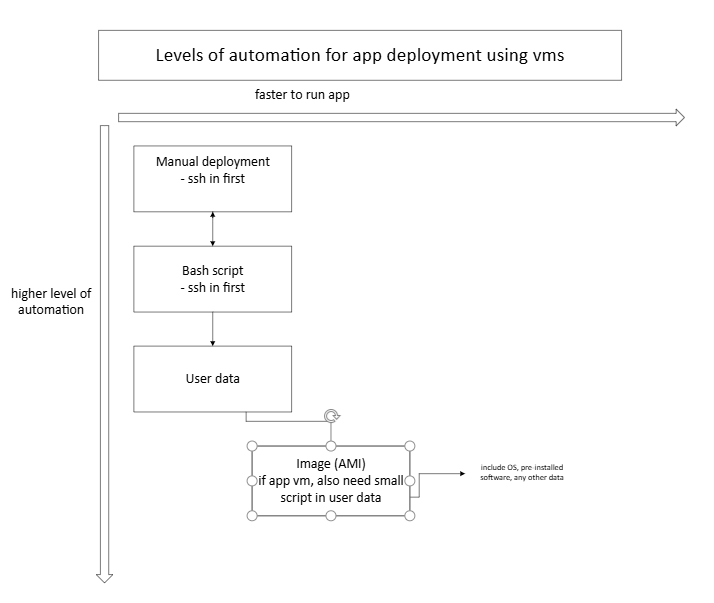 Levels of automation for app deployment using vms
faster to run app
Manual deployment
- ssh in first
Bash script
- ssh in first
higher level of
automation
User data
Image (AMI)
if app vm, also need small
script in user data
include OS, pre-installed
software, any other data